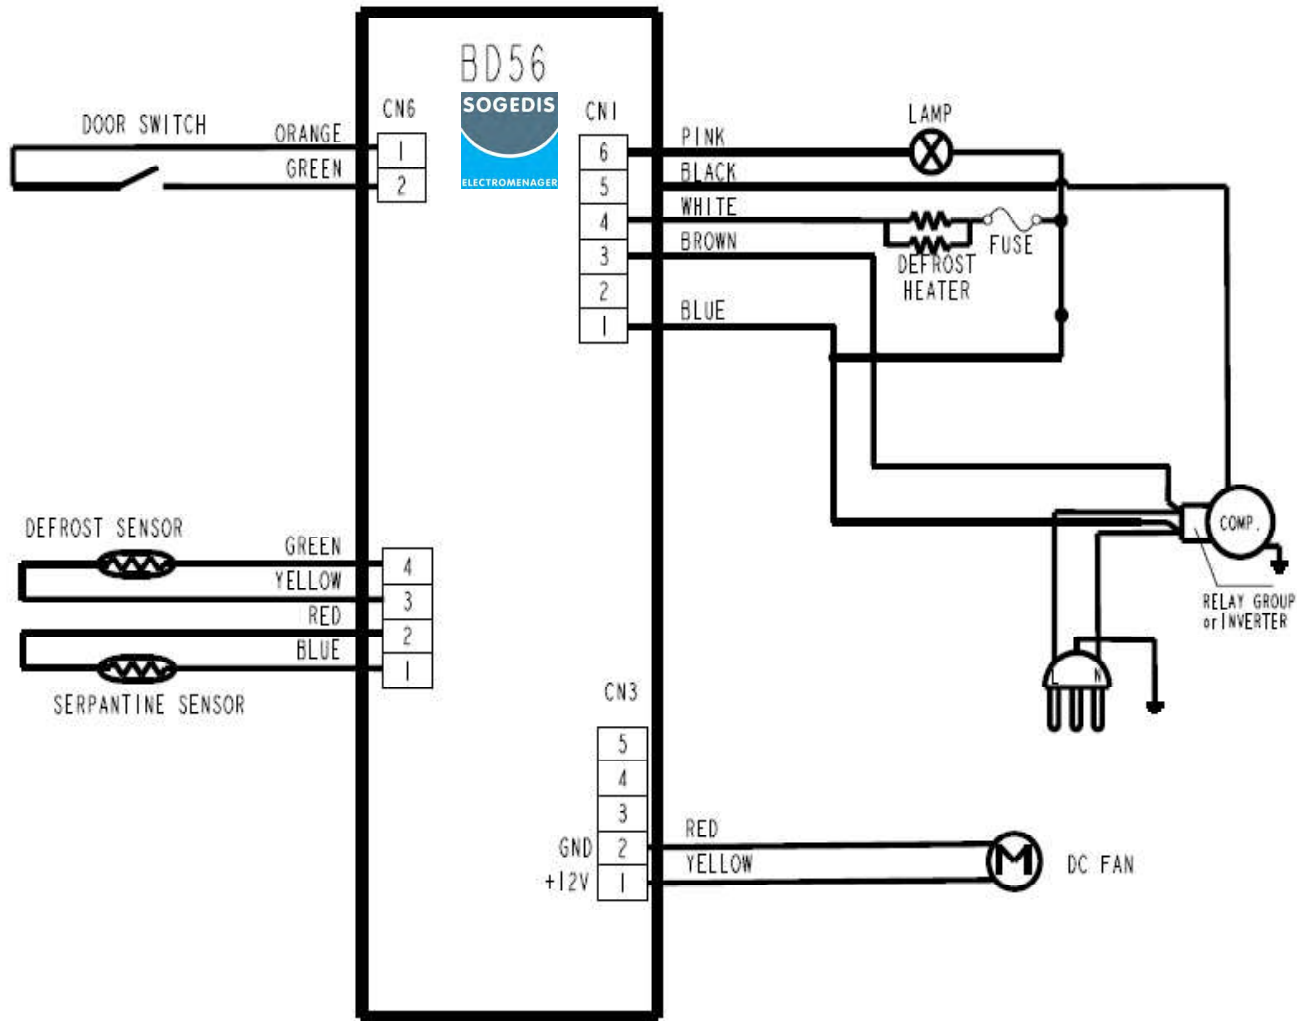 BD56
SOGEDIS
ELECTROMENAGER
DOOR SWITCH
ORANGE
GREEN
CN6
1
2
CN1
6
5
4
3
2
1
PINK
BLACK
WHITE
BROWN
BLUE
LAMP
FUSE
DEFROST
HEATER
DEFROST SENSOR
GREEN
YELLOW
RED
BLUE
4
3
2
1
SERPANTINE SENSOR
COMP.
RELAY GROUP
or INVERTER
L N
CN3
5
4
3
GND 2
+12V 1
RED
YELLOW
M
DC FAN